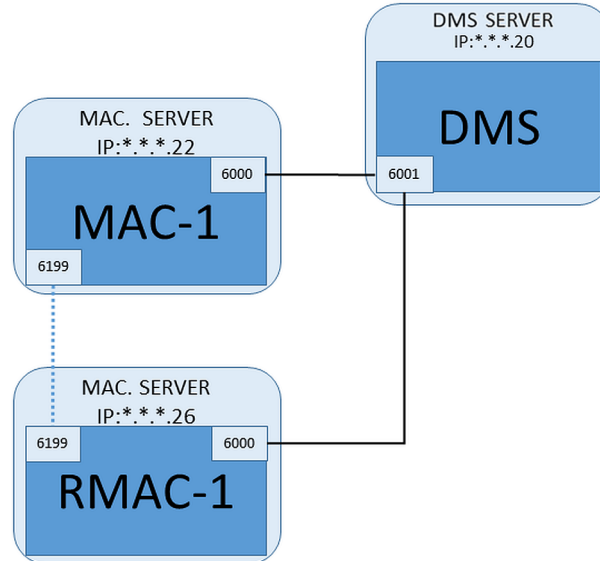 DMS SERVER
IP:*.*.*.20
DMS
6001
MAC. SERVER
IP:*.*.*.22
6000
MAC-1
6199
MAC. SERVER
IP:*.*.*.26
6199
6000
RMAC-1